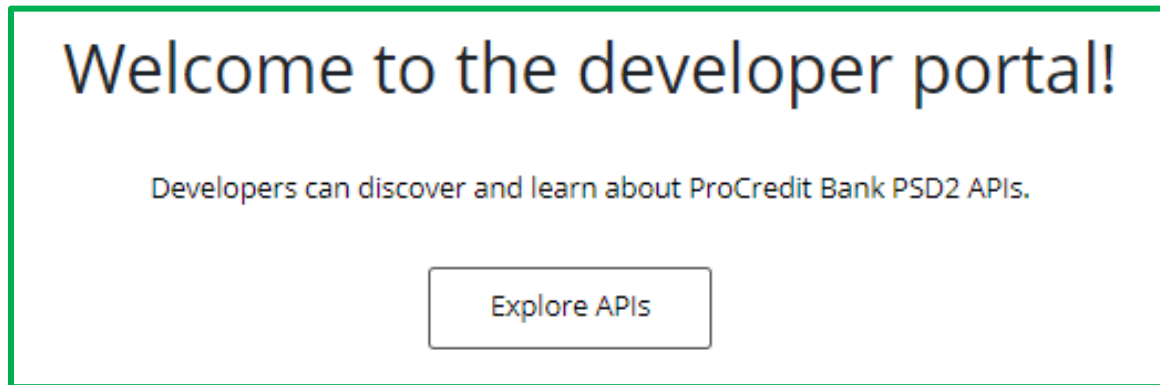 Welcome to the developer portal!
Developers can discover and learn about ProCredit Bank PSD2 APIs.
Explore APIs